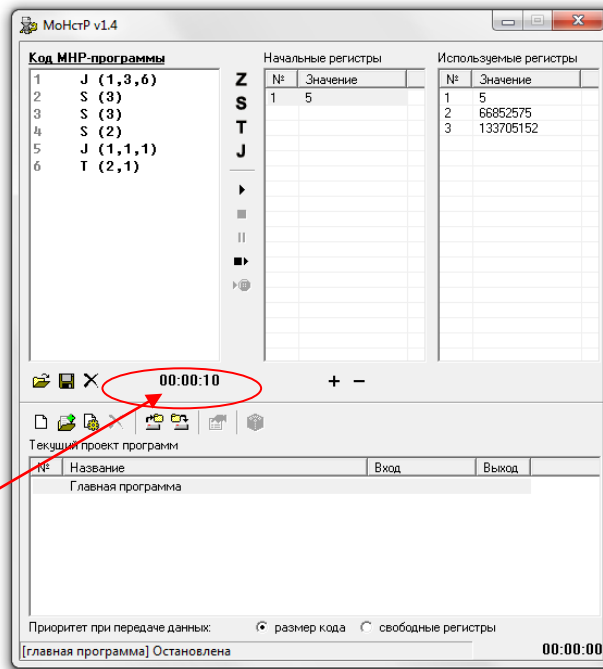 МоНстР v1.4
Код МНР-программы
1 J (1,3,6)
2 S (3)
3 S (3)
4 S (2)
5 J (1,1,1)
6 T (2,1)
Z
S
T
J
Начальные регистры
№ Значение
1 5
Используемые регистры
№ Значение
1 5
2 66852575
3 133705152
00:00:10
+ −
Текущий проект программ
№ Название Вход Выход
Главная программа
Приоритет при передаче данных: размер кода свободные регистры
[главная программа] Остановлена 00:00:00